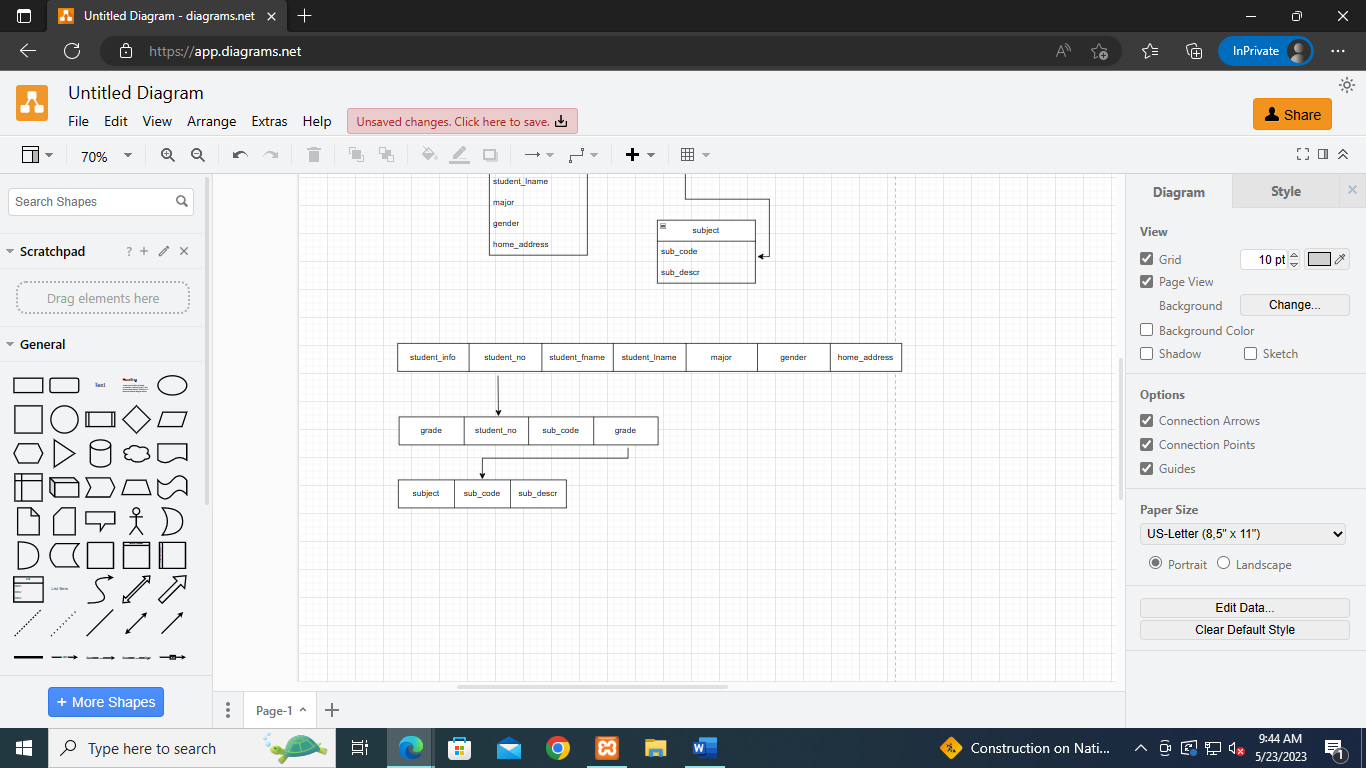 Untitled Diagram - diagrams.net
https://app.diagrams.net
InPrivate
Untitled Diagram
File Edit View Arrange Extras Help
Unsaved changes. Click here to save.
Share
70%
Search Shapes
Scratchpad
Drag elements here
General
Text
Heading
+ More Shapes
student_lname
major
gender
home_address
subject
sub_code
sub_descr
student_info student_no student_fname student_lname major gender home_address
grade student_no sub_code grade
subject sub_code sub_descr
Page-1
Diagram Style
View
Grid 10 pt
Page View
Background Change...
Background Color
Shadow Sketch
Options
Connection Arrows
Connection Points
Guides
Paper Size
US-Letter (8,5" x 11")
Portrait Landscape
Edit Data...
Clear Default Style
Type here to search
Construction on Nati...
9:44 AM
5/23/2023
1